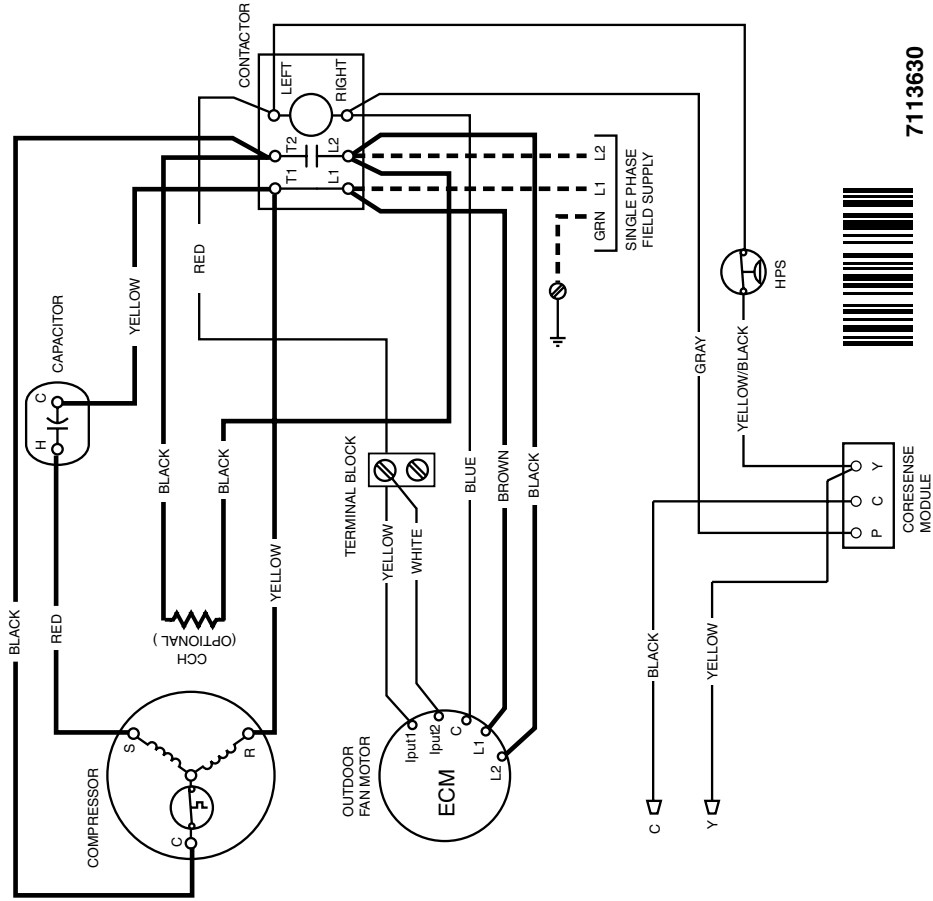 CONTACTOR
LEFT
RIGHT
T2
L2
T1
L1
RED
CAPACITOR
C
H
YELLOW
L2
L1
GRN
SINGLE PHASE
FIELD SUPPLY
7113630
HPS
GRAY
YELLOW/BLACK
BLACK
BLACK
TERMINAL BLOCK
BLUE
BROWN
BLACK
YELLOW
WHITE
YELLOW
BLACK
RED
CCH
(OPTIONAL )
COMPRESSOR
S
R
C
OUTDOOR
FAN MOTOR
ECM
Iput1
Iput2
C
L1
L2
BLACK
YELLOW
C
Y
P
C
Y
CORESENSE
MODULE